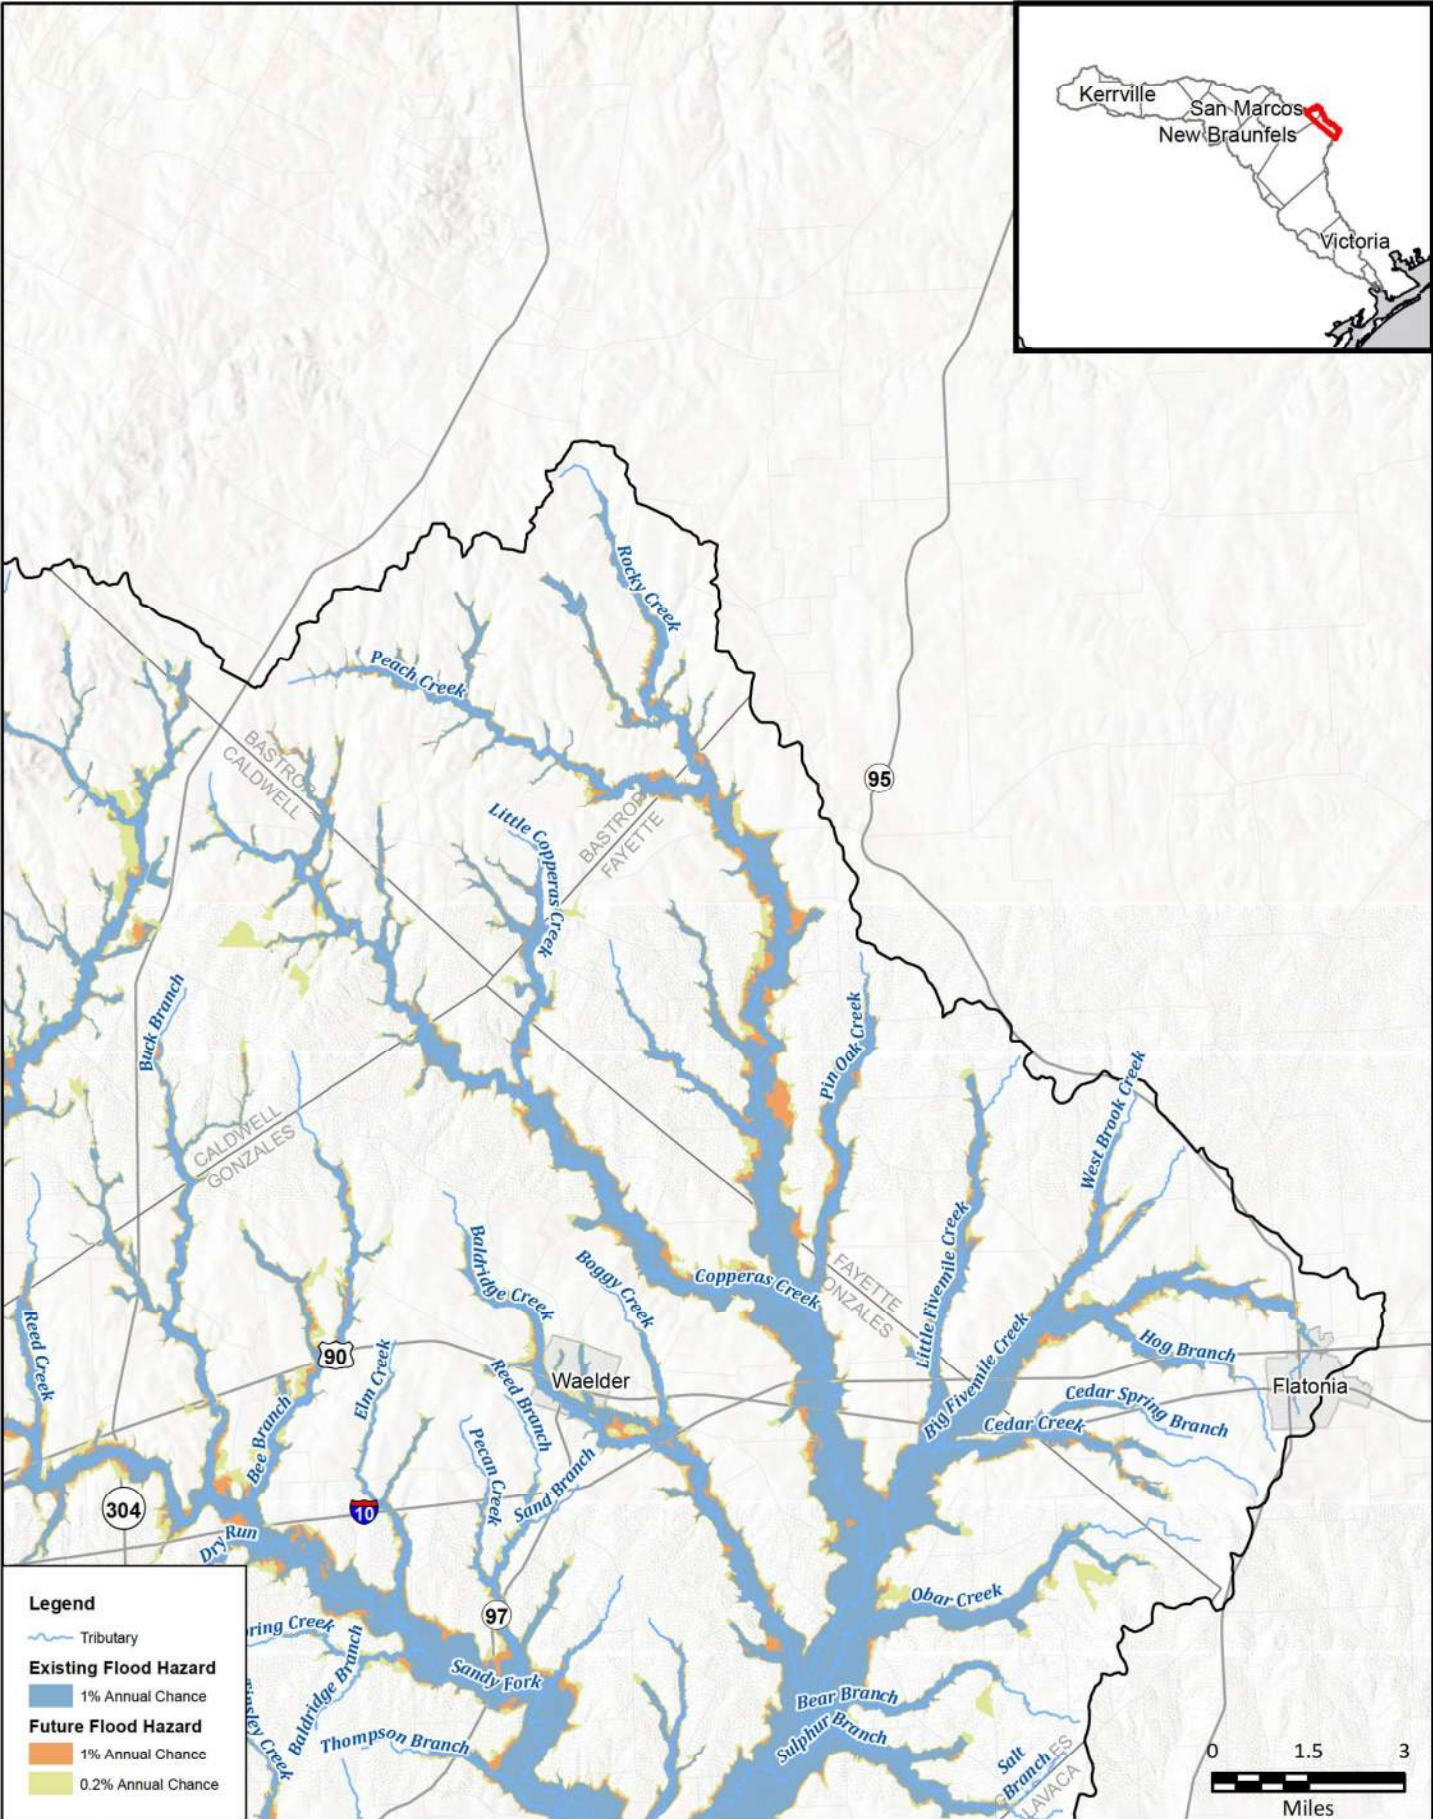 Kerrville
San Marcos
New Braunfels
Victoria
Rocky Creek
Peach Creek
BASTROP
CALDWELL
95
Little Copperas Creek
BASTROP
FAYETTE
Buck Branch
Pin Oak Creek
West Brook Creek
CALDWELL
GONZALES
Baldridge Creek
Boggy Creek
Copperas Creek
FAYETTE
GONZALES
Little Fivemile Creek
Big Fivemile Creek
Hog Branch
Reed Creek
90
Elm Creek
Reed Branch
Waelder
Flatonia
Cedar Spring Branch
Cedar Creek
Bee Branch
Pecan Creek
Sand Branch
304
10
Dry Run
Obar Creek
97
Legend
Tributary
Existing Flood Hazard
1% Annual Chance
Future Flood Hazard
1% Annual Chance
0.2% Annual Chance
pring Creek
Baldridge Branch
Sandy Fork
Thompson Branch
Bear Branch
Sulphur Branch
Salt
Branch
LAVACA
0 1.5 3
Miles